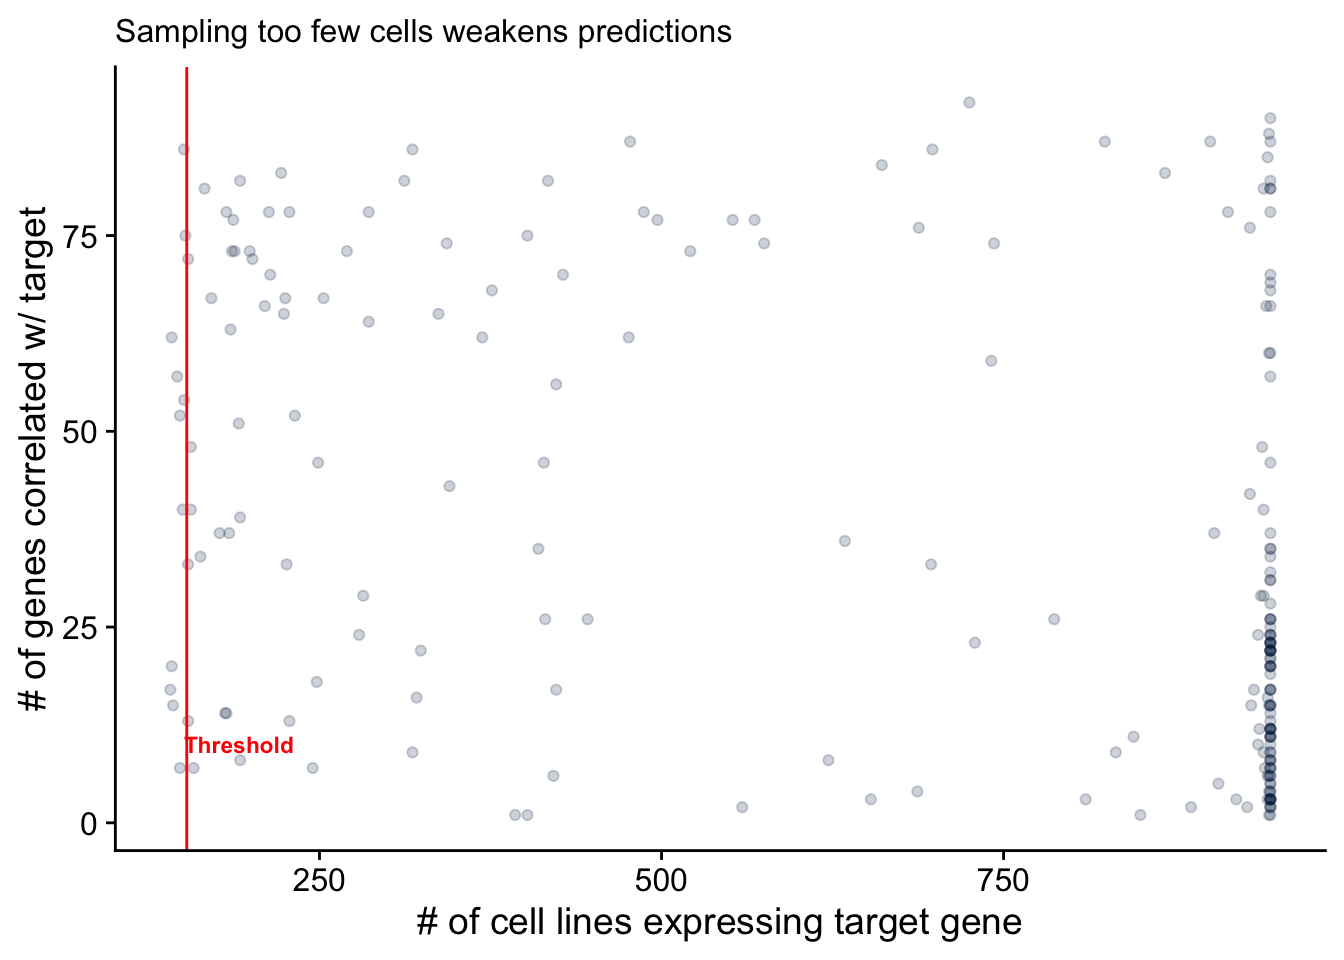 Sampling too few cells weakens predictions
# of genes correlated w/ target
75
50
25
0
Threshold
250
500
750
# of cell lines expressing target gene